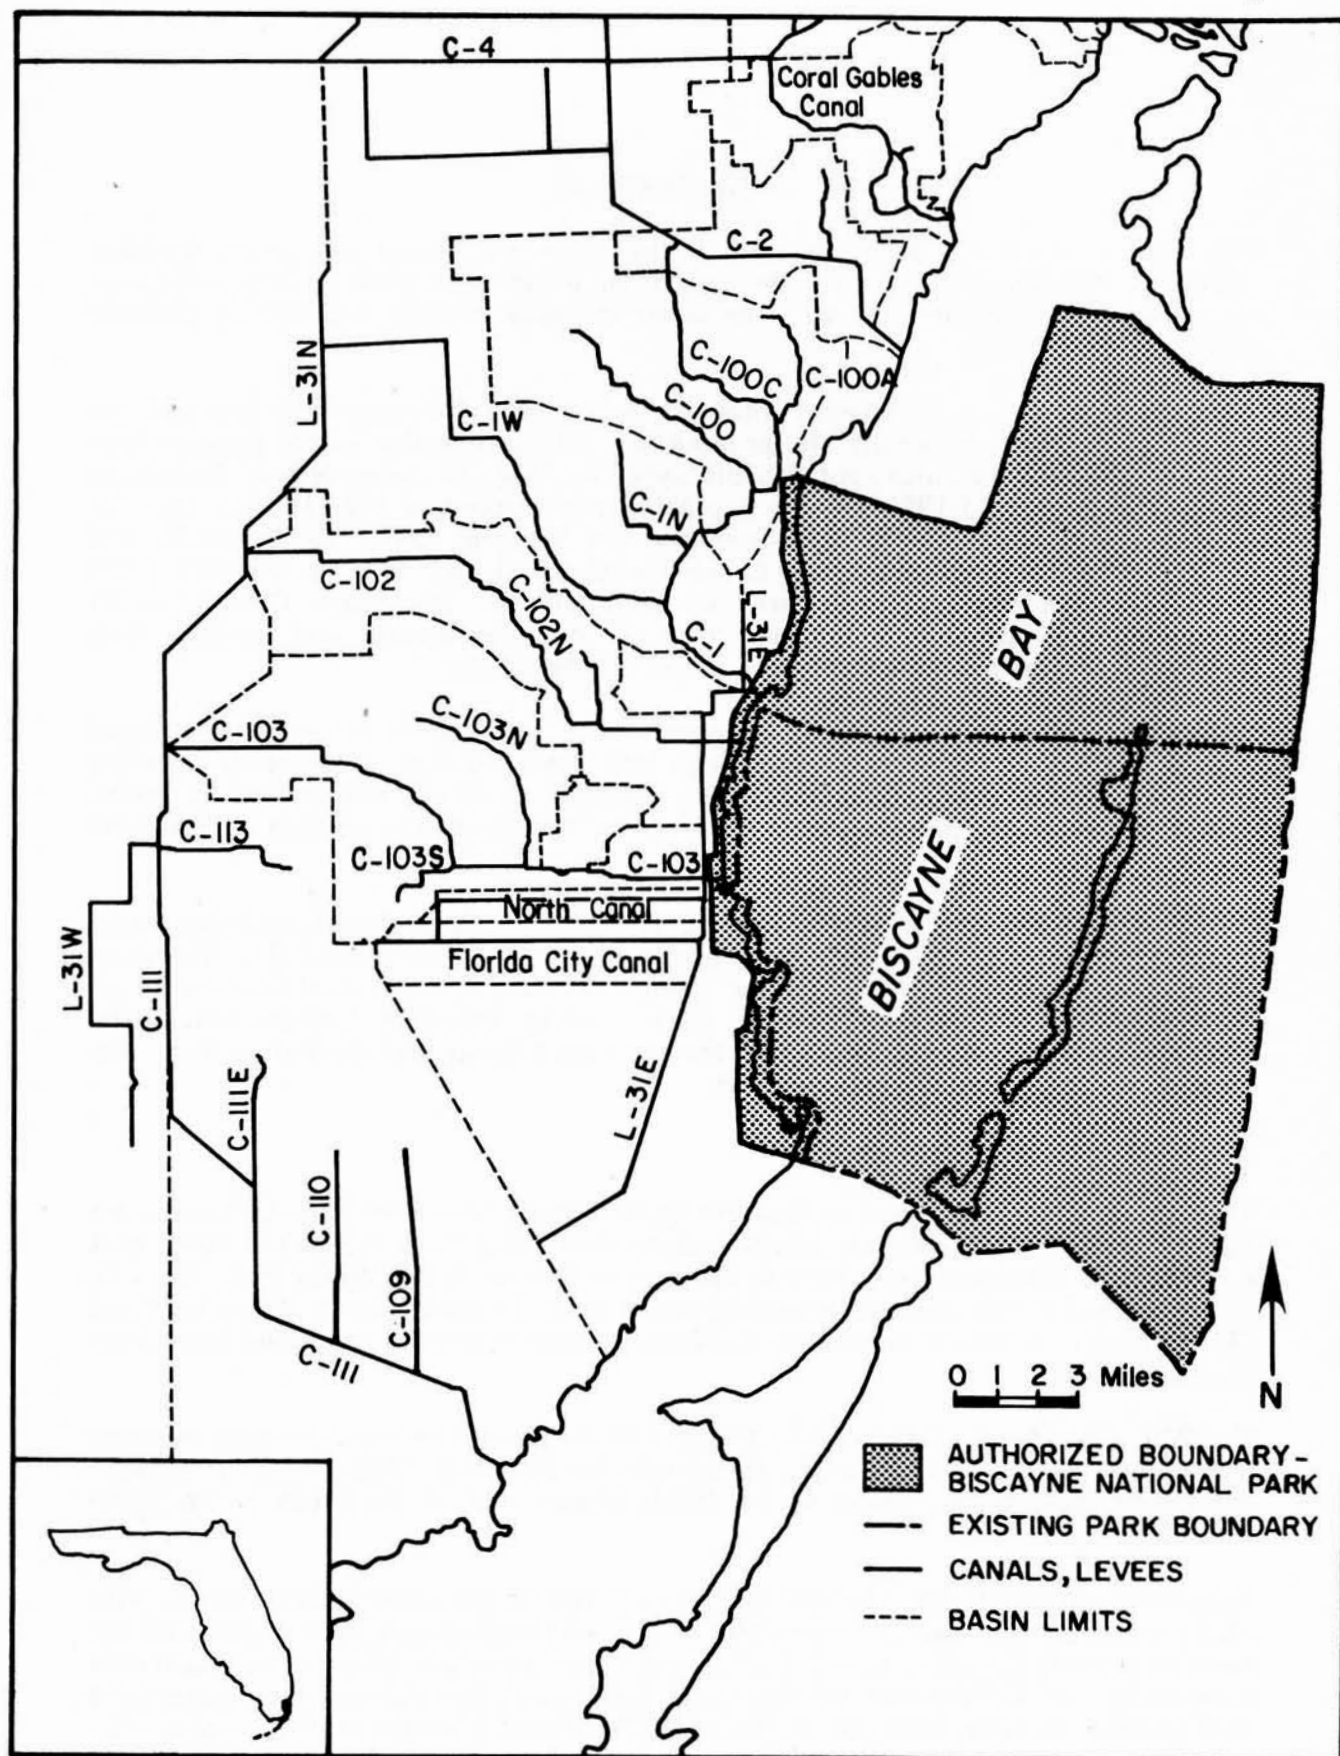 C-4
Coral Gables
Canal
C-2
L-31N
C-100C
C-100A
C-100
C-1W
C-1N
C-102
C-102N
C-1
L-31E
BAY
C-103
C-103N
C-113
C-103S
C-103
BISCAYNE
North Canal
L-31W
C-111
Florida City Canal
C-111E
L-31E
C-110
C-109
C-111
0 1 2 3 Miles
N
AUTHORIZED BOUNDARY-
BISCAYNE NATIONAL PARK
EXISTING PARK BOUNDARY
CANALS, LEVEES
BASIN LIMITS